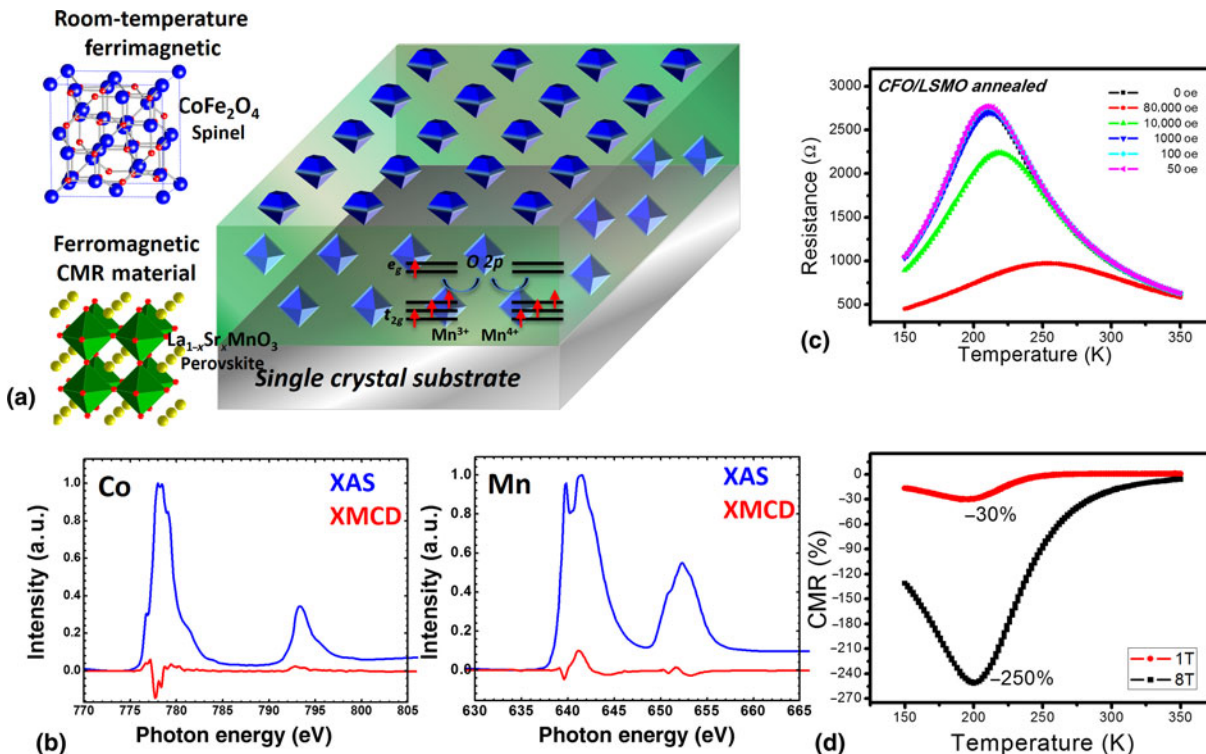 Room-temperature
ferrimagnetic
CoFe₂O₄
Spinel
Ferromagnetic
CMR material
La₁₋ₓSrₓMnO₃
Perovskite
(a)
e_g
O 2p
t₂g
Mn³⁺
Mn⁴⁺
Single crystal substrate
CFO/LSMO annealed
0 oe
80,000 oe
10,000 oe
1000 oe
100 oe
50 oe
Resistance (Ω)
3000
2750
2500
2250
2000
1750
1500
1250
1000
750
500
150 200 250 300 350
Temperature (K)
(c)
Co
XAS
XMCD
Intensity (a.u.)
1.0
0.8
0.6
0.4
0.2
0.0
770 775 780 785 790 795 800 805
Photon energy (eV)
(b)
Mn
XAS
XMCD
Intensity (a.u.)
1.0
0.8
0.6
0.4
0.2
0.0
630 635 640 645 650 655 660 665
Photon energy (eV)
CMR (%)
0
−30
−60
−90
−120
−150
−180
−210
−240
−270
−30%
−250%
1T
8T
150 200 250 300 350
Temperature (K)
(d)